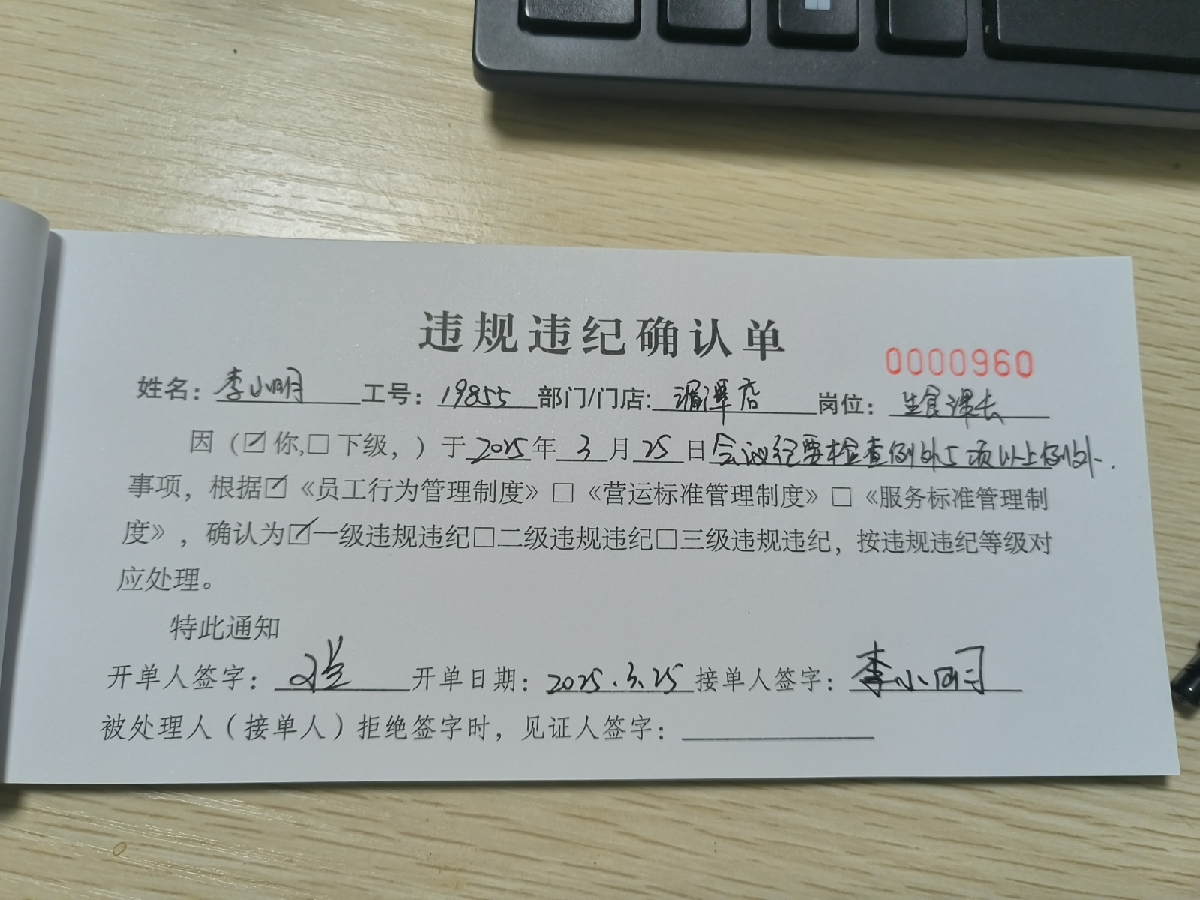 违规违纪确认单
0000960
姓名：李小明 工号：19855 部门/门店：湄潭店 岗位：生食课长
因（☑你，□下级，）于2025年3月25日会议纪要检查例外5项以上例外.
事项，根据☑《员工行为管理制度》□《营运标准管理制度》□《服务标准管理制
度》，确认为☑一级违规违纪□二级违规违纪□三级违规违纪，按违规违纪等级对
应处理。
特此通知
开单人签字： 开单日期：2025.3.25 接单人签字：李小明
被处理人（接单人）拒绝签字时，见证人签字：